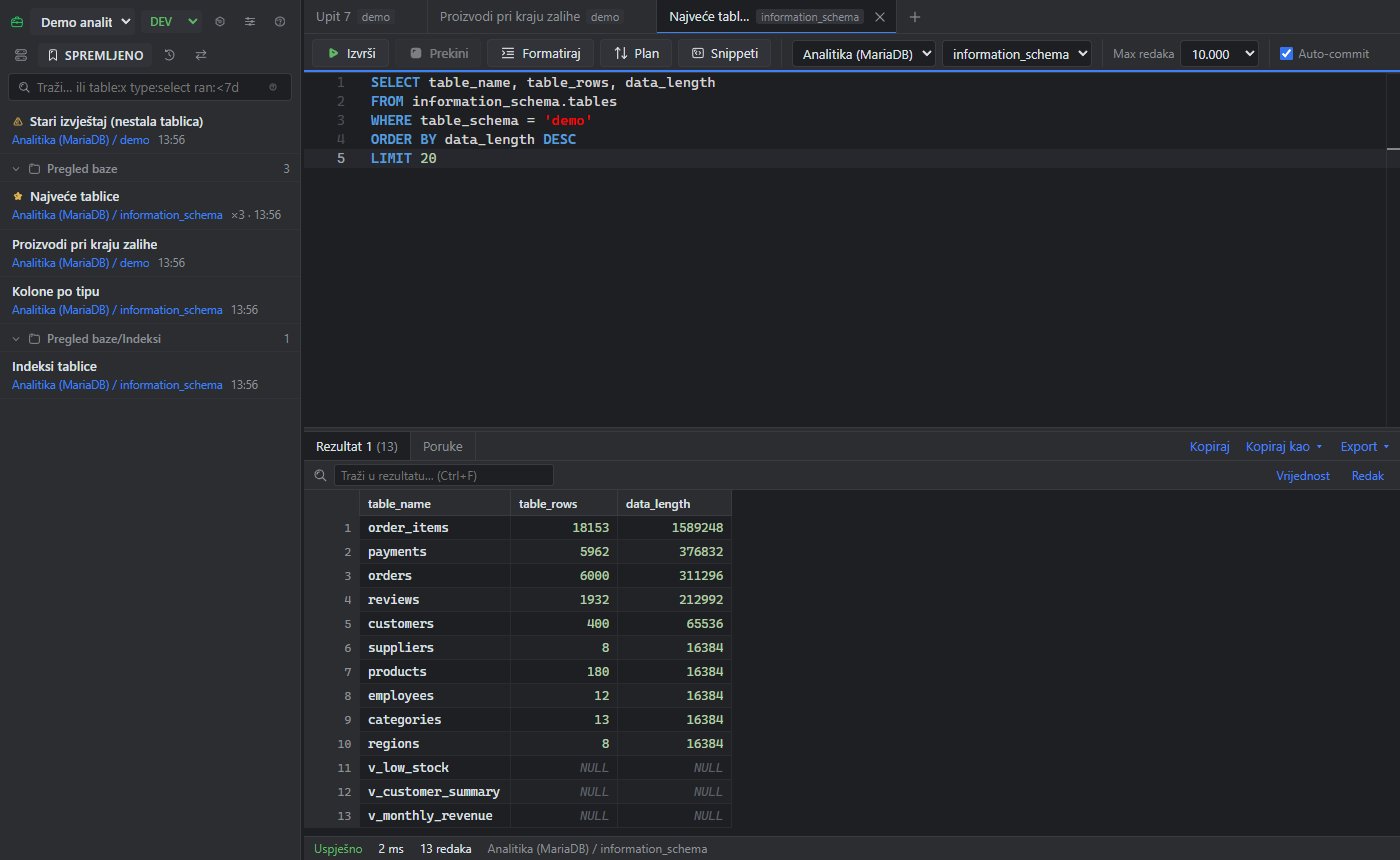 Demo analit
DEV
SPREMLJENO
Traži... ili table:x type:select ran:<7d
Stari izvještaj (nestala tablica)
Analitika (MariaDB) / demo 13:56
Pregled baze 3
Najveće tablice
Analitika (MariaDB) / information_schema ×3 · 13:56
Proizvodi pri kraju zalihe
Analitika (MariaDB) / demo 13:56
Kolone po tipu
Analitika (MariaDB) / information_schema 13:56
Pregled baze/Indeksi 1
Indeksi tablice
Analitika (MariaDB) / information_schema 13:56
Upit 7 demo
Proizvodi pri kraju zalihe demo
Najveće tabl... information_schema
Izvrši Prekini Formatiraj Plan Snippeti Analitika (MariaDB) information_schema Max redaka 10.000 Auto-commit
1 SELECT table_name, table_rows, data_length
2 FROM information_schema.tables
3 WHERE table_schema = 'demo'
4 ORDER BY data_length DESC
5 LIMIT 20
Rezultat 1 (13) Poruke Kopiraj Kopiraj kao Export
Traži u rezultatu... (Ctrl+F) Vrijednost Redak
table_name table_rows data_length
1 order_items 18153 1589248
2 payments 5962 376832
3 orders 6000 311296
4 reviews 1932 212992
5 customers 400 65536
6 suppliers 8 16384
7 products 180 16384
8 employees 12 16384
9 categories 13 16384
10 regions 8 16384
11 v_low_stock NULL NULL
12 v_customer_summary NULL NULL
13 v_monthly_revenue NULL NULL
Uspješno 2 ms 13 redaka Analitika (MariaDB) / information_schema